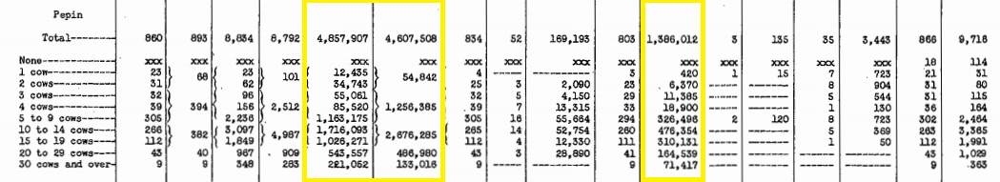 Pepin
Total-------- 860 893 8,834 8,792 4,857,907 4,607,508 834 52 169,193 803 1,386,012 3 135 35 3,443 866 9,716
None--------- xxx xxx xxx xxx xxx xxx xxx xxx xxx xxx xxx xxx xxx xxx xxx 18 114
1 cow-------- 23 68 23 101 12,435 54,842 4 ---- ------- 3 420 1 15 7 723 21 31
2 cows------- 31 62 34,743 25 3 2,090 23 6,370 ---- ---- 8 904 31 80
3 cows------- 32 96 55,061 32 5 4,150 29 11,385 ---- ---- 5 544 31 115
4 cows------- 39 394 156 2,512 85,520 1,256,385 39 7 13,315 33 18,900 ---- ---- 1 130 36 164
5 to 9 cows-- 305 2,236 1,163,175 305 16 55,664 294 326,496 2 120 8 723 302 2,464
10 to 14 cows-- 266 382 3,097 4,987 1,716,093 2,676,285 265 14 52,754 260 476,354 ---- ---- 369 263 3,365
15 to 19 cows-- 112 1,849 1,026,271 112 4 12,330 111 310,131 ---- ---- 1 50 112 1,991
20 to 29 cows-- 43 40 967 909 543,557 486,980 43 3 28,890 41 164,539 ---- ---- ---- ---- 43 1,029
30 cows and over- 9 9 348 283 221,052 133,016 9 ---- ------- 9 71,417 ---- ---- ---- ---- 9 363